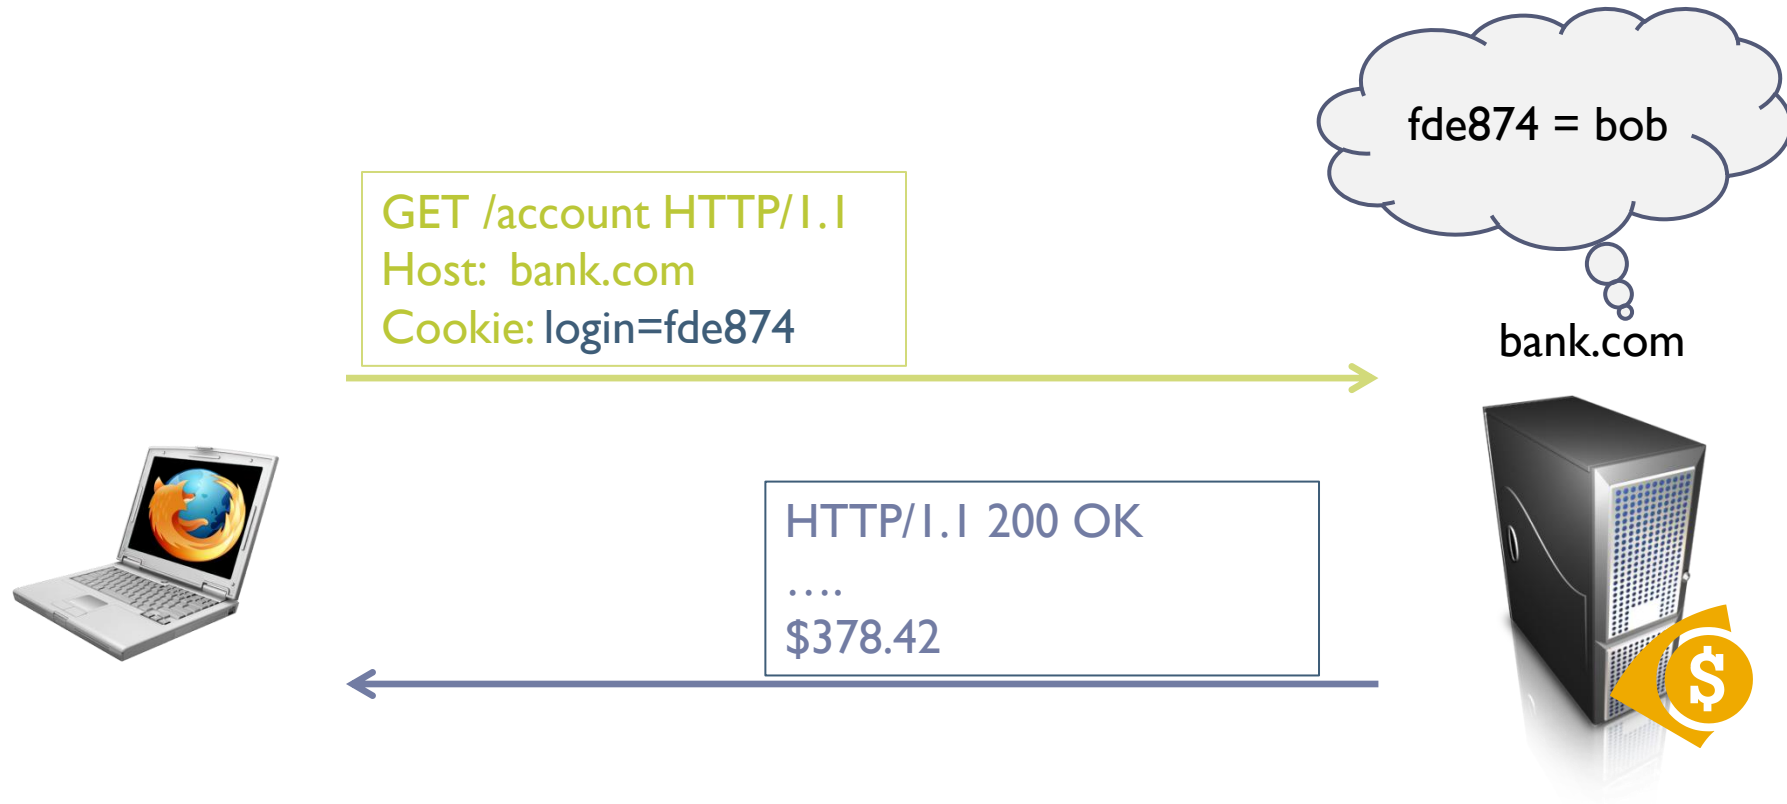 fde874 = bob
GET /account HTTP/1.1
Host: bank.com
Cookie: login=fde874
bank.com
HTTP/1.1 200 OK
....
$378.42
$